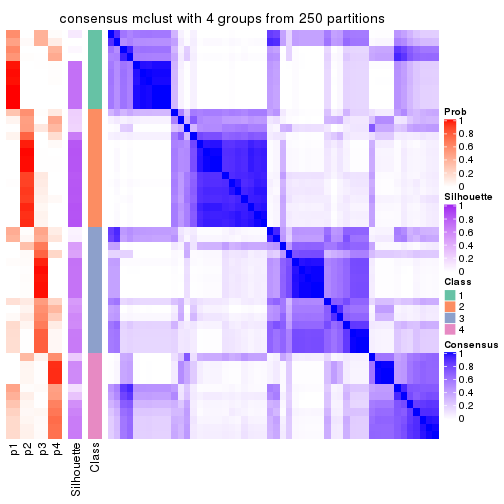 consensus mclust with 4 groups from 250 partitions
Prob
1
0.8
0.6
0.4
0.2
0
Silhouette
1
0.8
0.6
0.4
0.2
0
Class
1
2
3
4
Consensus
1
0.8
0.6
0.4
0.2
0
p1
p2
p3
p4
Silhouette
Class